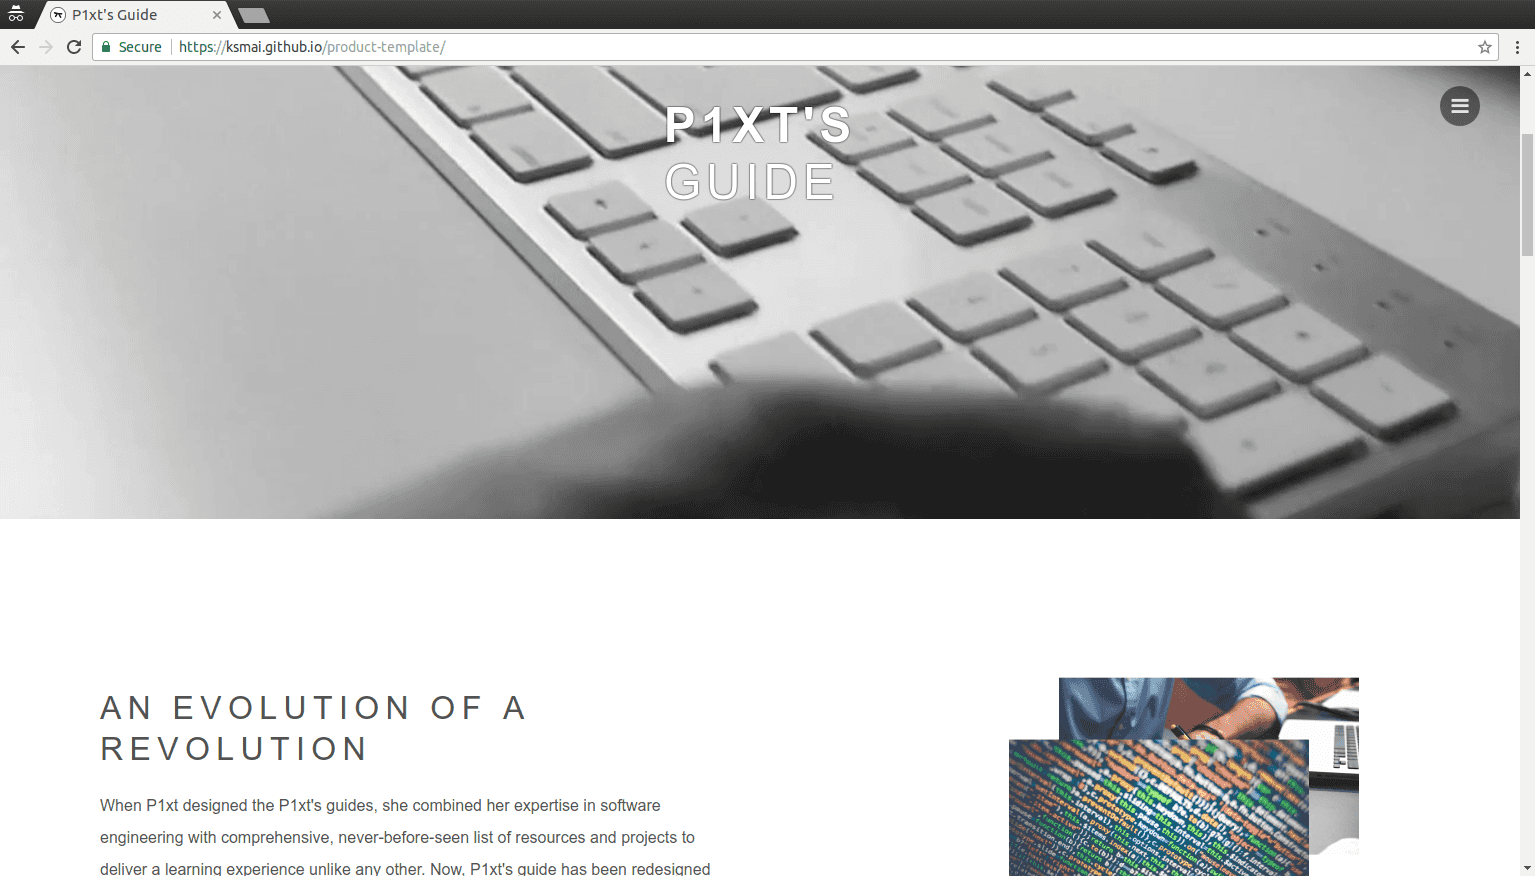 P1xt's Guide
Secure https://ksmai.github.io/product-template/
P1XT'S
GUIDE
AN EVOLUTION OF A
REVOLUTION
When P1xt designed the P1xt's guides, she combined her expertise in software
engineering with comprehensive, never-before-seen list of resources and projects to
deliver a learning experience unlike any other. Now, P1xt's guide has been redesigned